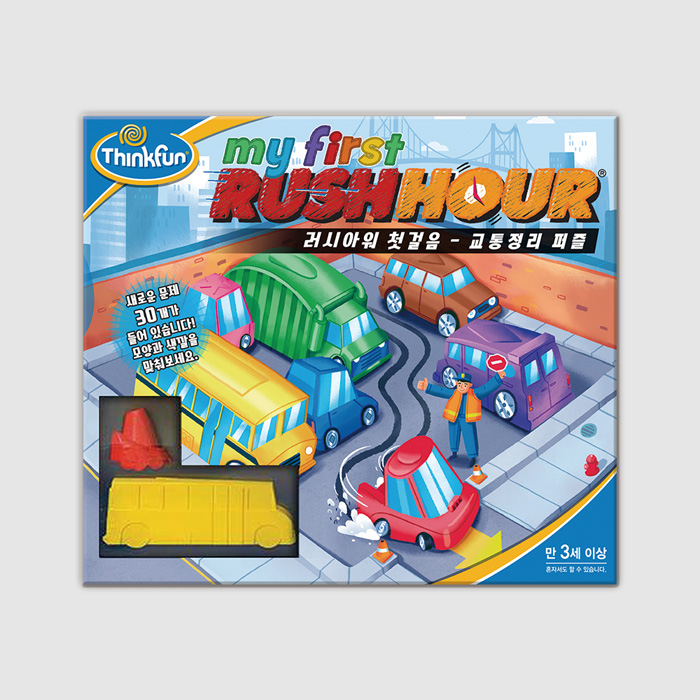 Thinkfun®
my first
RUSH HOUR®
러시아워 첫걸음 - 교통정리 퍼즐
새로운 문제
30개가
들어 있습니다!
모양과 색깔을
맞춰보세요.
만 3세 이상
혼자서도 할 수 있습니다.